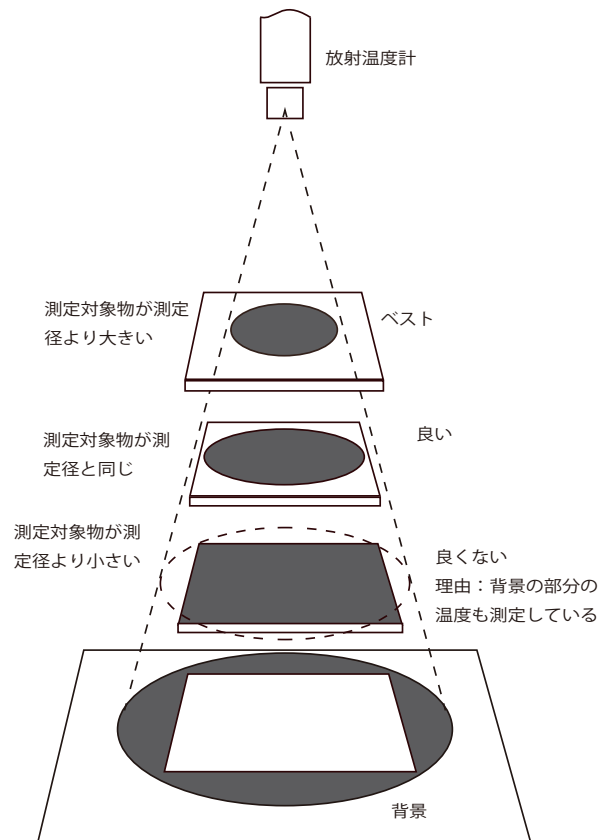 放射温度計
測定対象物が測定
径より大きい
ベスト
測定対象物が測
定径と同じ
良い
測定対象物が測
定径より小さい
良くない
理由：背景の部分の
温度も測定している
背景